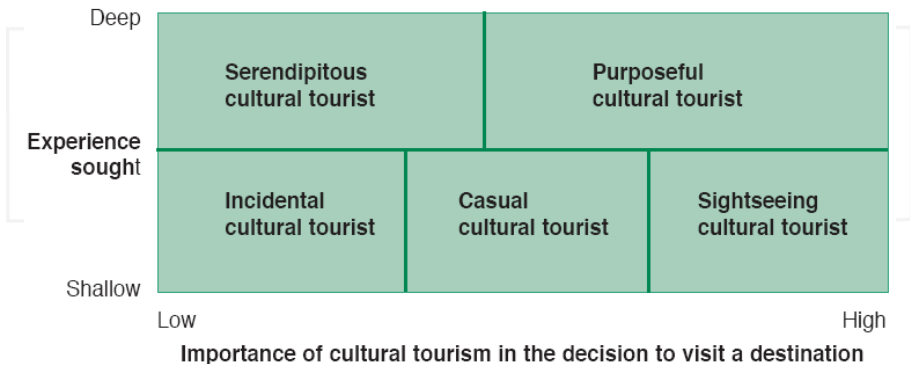 Deep
Serendipitous
cultural tourist
Purposeful
cultural tourist
Experience
sought
Incidental
cultural tourist
Casual
cultural tourist
Sightseeing
cultural tourist
Shallow
Low
High
Importance of cultural tourism in the decision to visit a destination